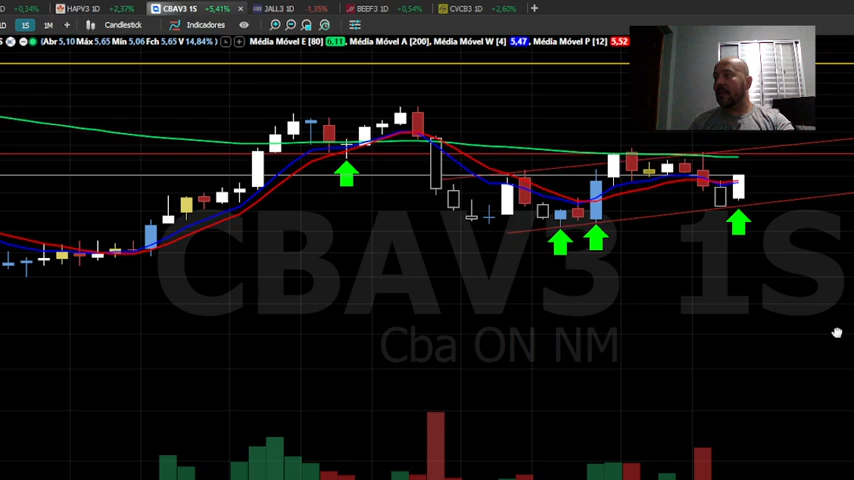 D +0,34% HAPV3 1D +2,37% CBAV3 1S +5,41% × JALL3 1D -1,35% BEEF3 1D +0,54% CVCB3 1D +2,60% +
1D 1S 1M + Candlestick Indicadores
S (Abr 5,10 Máx 5,65 Mín 5,06 Fch 5,65 V 14,84%) Média Móvel E [80] 6,11, Média Móvel A [200], Média Móvel W [4] 5,47, Média Móvel P [12] 5,52
CBAV3 1S
Cba ON NM